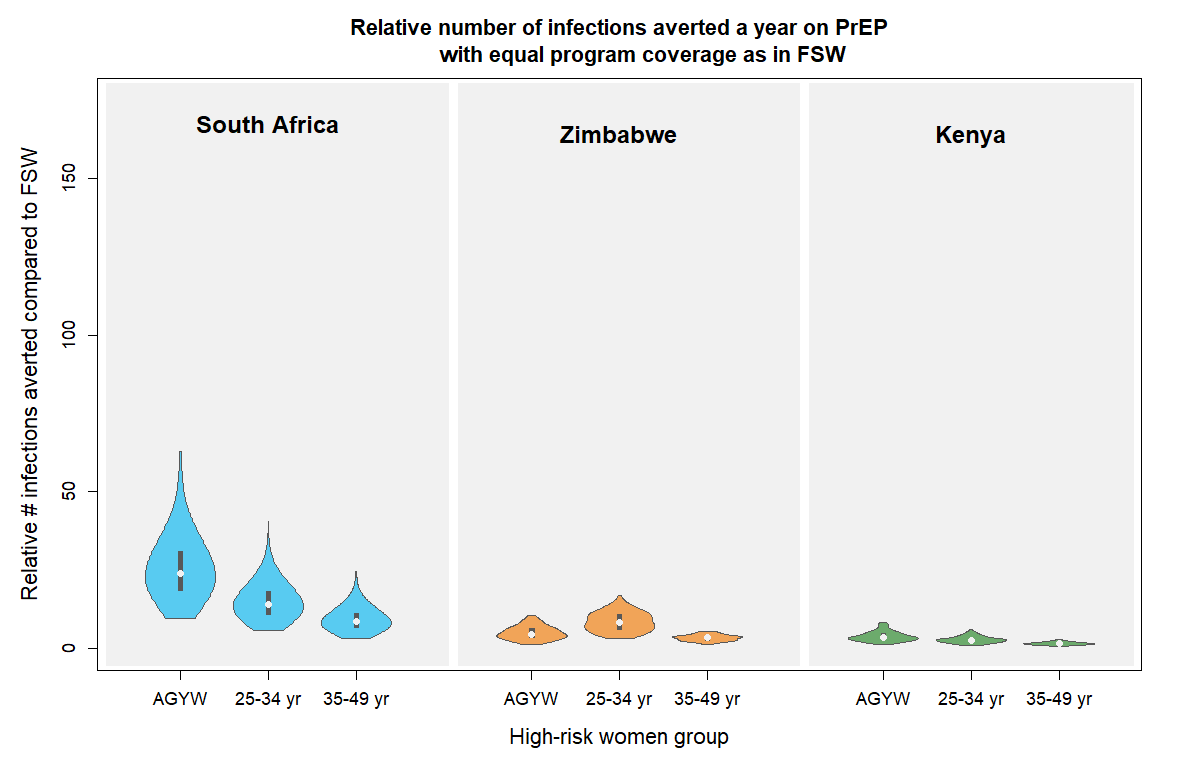 Relative number of infections averted a year on PrEP
with equal program coverage as in FSW
South Africa
Zimbabwe
Kenya
Relative # infections averted compared to FSW
150
100
50
0
AGYW 25-34 yr 35-49 yr AGYW 25-34 yr 35-49 yr AGYW 25-34 yr 35-49 yr
High-risk women group